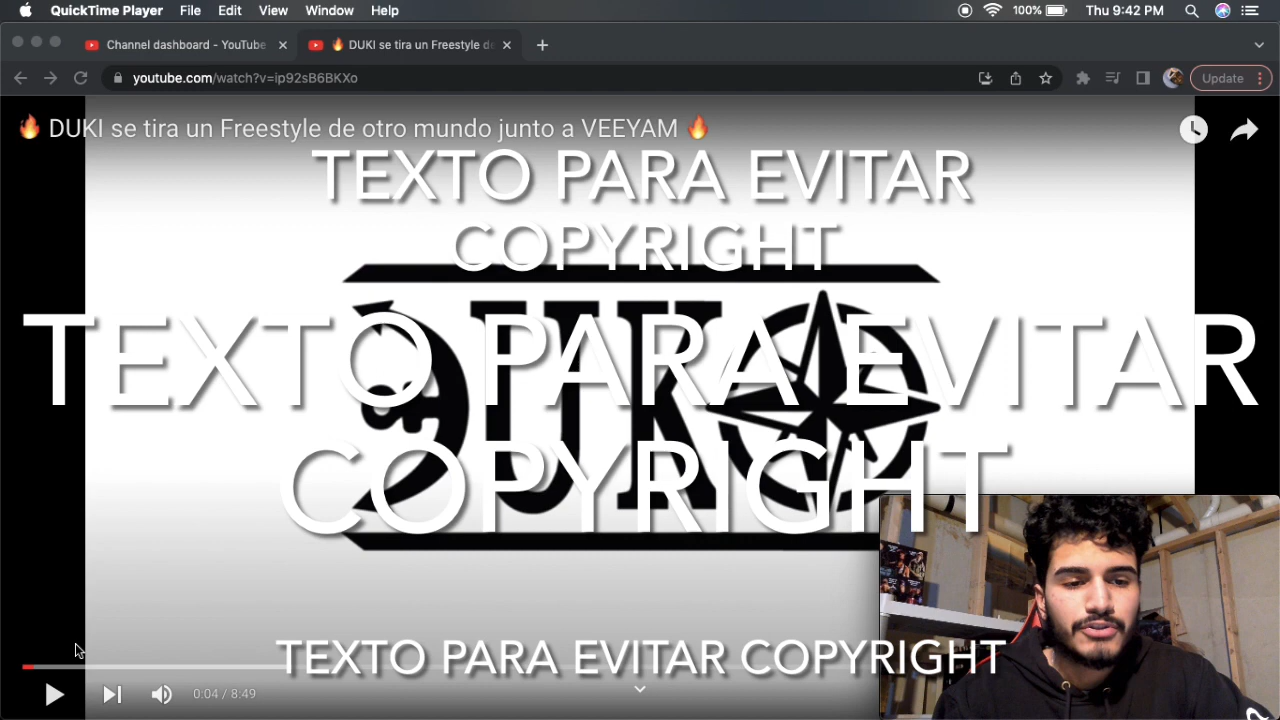 QuickTime Player File Edit View Window Help 100% Thu 9:42 PM
Channel dashboard - YouTube DUKI se tira un Freestyle de
youtube.com/watch?v=ip92sB6BKXo Update
🔥 DUKI se tira un Freestyle de otro mundo junto a VEEYAM 🔥
TEXTO PARA EVITAR
COPYRIGHT
DUKO
TEXTO PARA EVITAR
COPYRIGHT
TEXTO PARA EVITAR COPYRIGHT
0:04 / 8:49